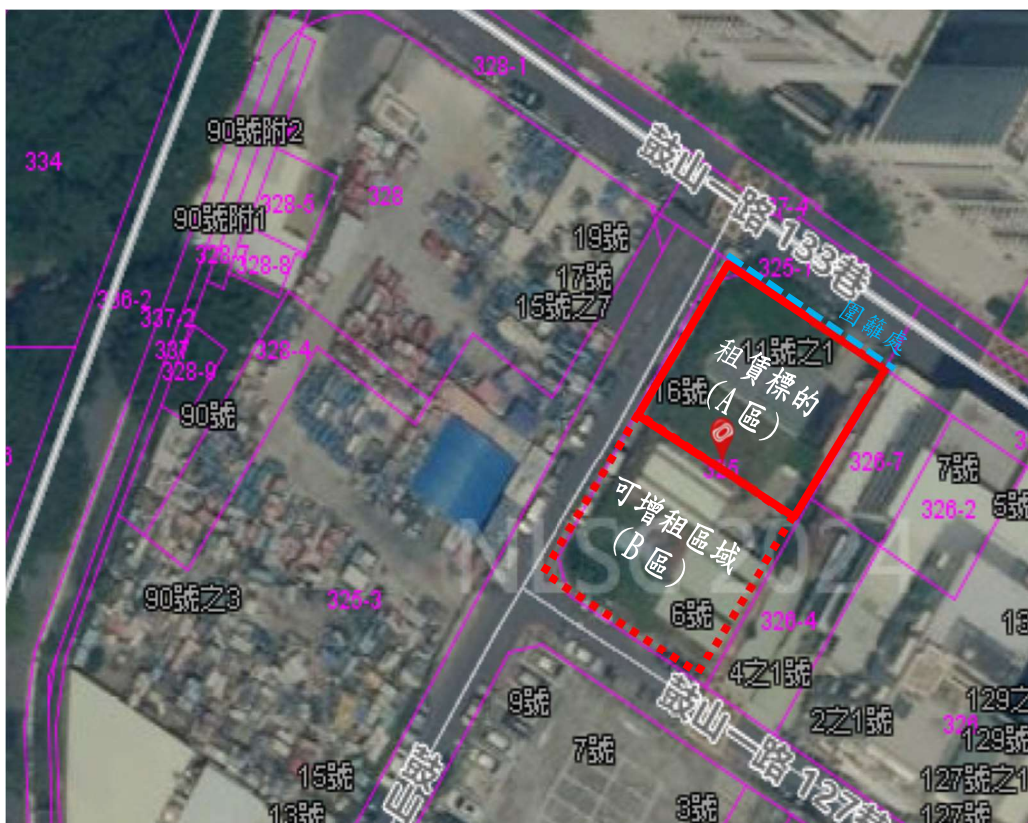 328-1
334
90號附2
鼓山一路 133巷
328-5
328
90號附1
19號
328-7
328-8
17號
325-1
336-2
15號之7
圍籬處
337-2
337
328-4
租賃標的
11號之1
328-9
16號
(A 區)
90號
326-7
7號
可增租區域
326-2
5號
(B 區)
NLSC 2024
90號之3
325-3
6號
326-4
4之1號
9號
2之1號
7號
鼓山一路 127巷
15號
127號之1
13號
3號
127號
鼓山